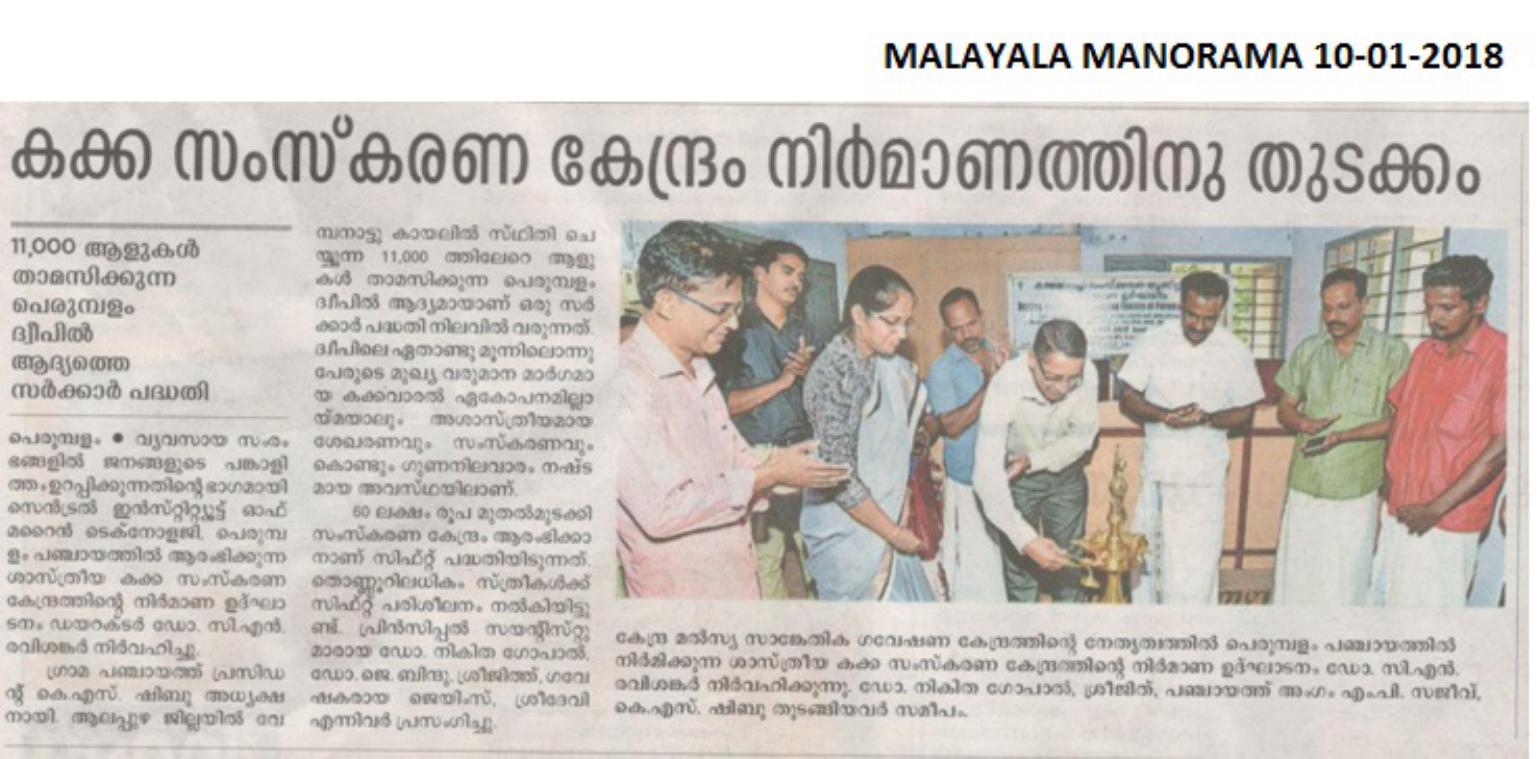 MALAYALA MANORAMA 10-01-2018
കക്ക സംസ്കരണ കേന്ദ്രം നിർമാണത്തിനു തുടക്കം
11,000 ആളുകൾ
താമസിക്കുന്ന
പെരുമ്പളം
ദ്വീപിൽ
ആദ്യത്തെ
സർക്കാർ പദ്ധതി
പെരുമ്പളം ● വ്യവസായ സംരം
ഭങ്ങളിൽ ജനങ്ങളുടെ പങ്കാളി
ത്തം ഉറപ്പിക്കുന്നതിന്റെ ഭാഗമായി
സെൻട്രൽ ഇൻസ്റ്റിറ്റ്യൂട്ട് ഓഫ്
മറൈൻ ടെക്നോളജി, പെരുമ്പ
ളം പഞ്ചായത്തിൽ ആരംഭിക്കുന്ന
ശാസ്ത്രീയ കക്ക സംസ്കരണ
കേന്ദ്രത്തിന്റെ നിർമാണ ഉദ്ഘാ
ടനം ഡയറക്ടർ ഡോ. സി.എൻ.
രവിശങ്കർ നിർവഹിച്ചു.
ഗ്രാമ പഞ്ചായത്ത് പ്രസിഡ
ന്റ് കെ.എസ്. ഷിബു അധ്യക്ഷ
നായി. ആലപ്പുഴ ജില്ലയിൽ വേ
മ്പനാട്ടു കായലിൽ സ്ഥിതി ചെ
യ്യുന്ന 11,000 ത്തിലേറെ ആളു
കൾ താമസിക്കുന്ന പെരുമ്പളം
ദ്വീപിൽ ആദ്യമായാണ് ഒരു സർ
ക്കാർ പദ്ധതി നിലവിൽ വരുന്നത്.
ദ്വീപിലെ ഏതാണ്ടു മൂന്നിലൊന്നു
പേരുടെ മുഖ്യ വരുമാന മാർഗമാ
യ കക്കവാരൽ ഏകോപനമില്ലാ
യ്മയാലും അശാസ്ത്രീയമായ
ശേഖരണവും സംസ്കരണവും
കൊണ്ടും ഗുണനിലവാരം നഷ്ട
മായ അവസ്ഥയിലാണ്.
60 ലക്ഷം രൂപ മുതൽമുടക്കി
സംസ്കരണ കേന്ദ്രം ആരംഭിക്കാ
നാണ് സിഫ്റ്റ് പദ്ധതിയിടുന്നത്.
തൊണ്ണൂറിലധികം സ്ത്രീകൾക്ക്
സിഫ്റ്റ് പരിശീലനം നൽകിയിട്ടു
ണ്ട്. പ്രിൻസിപ്പൽ സയന്റിസ്റ്റു
മാരായ ഡോ. നികിത ഗോപാൽ,
ഡോ. ജെ. ബിന്ദു, ശ്രീജിത്ത്, ഗവേ
ഷകരായ ജെയിംസ്, ശ്രീദേവി
എന്നിവർ പ്രസംഗിച്ചു.
കേന്ദ്ര മൽസ്യ സാങ്കേതിക ഗവേഷണ കേന്ദ്രത്തിന്റെ നേതൃത്വത്തിൽ പെരുമ്പളം പഞ്ചായത്തിൽ
നിർമിക്കുന്ന ശാസ്ത്രീയ കക്ക സംസ്കരണ കേന്ദ്രത്തിന്റെ നിർമാണ ഉദ്ഘാടനം ഡോ. സി.എൻ.
രവിശങ്കർ നിർവഹിക്കുന്നു. ഡോ. നികിത ഗോപാൽ, ശ്രീജിത്, പഞ്ചായത്ത് അംഗം എം.പി. സജീവ്,
കെ.എസ്. ഷിബു തുടങ്ങിയവർ സമീപം.